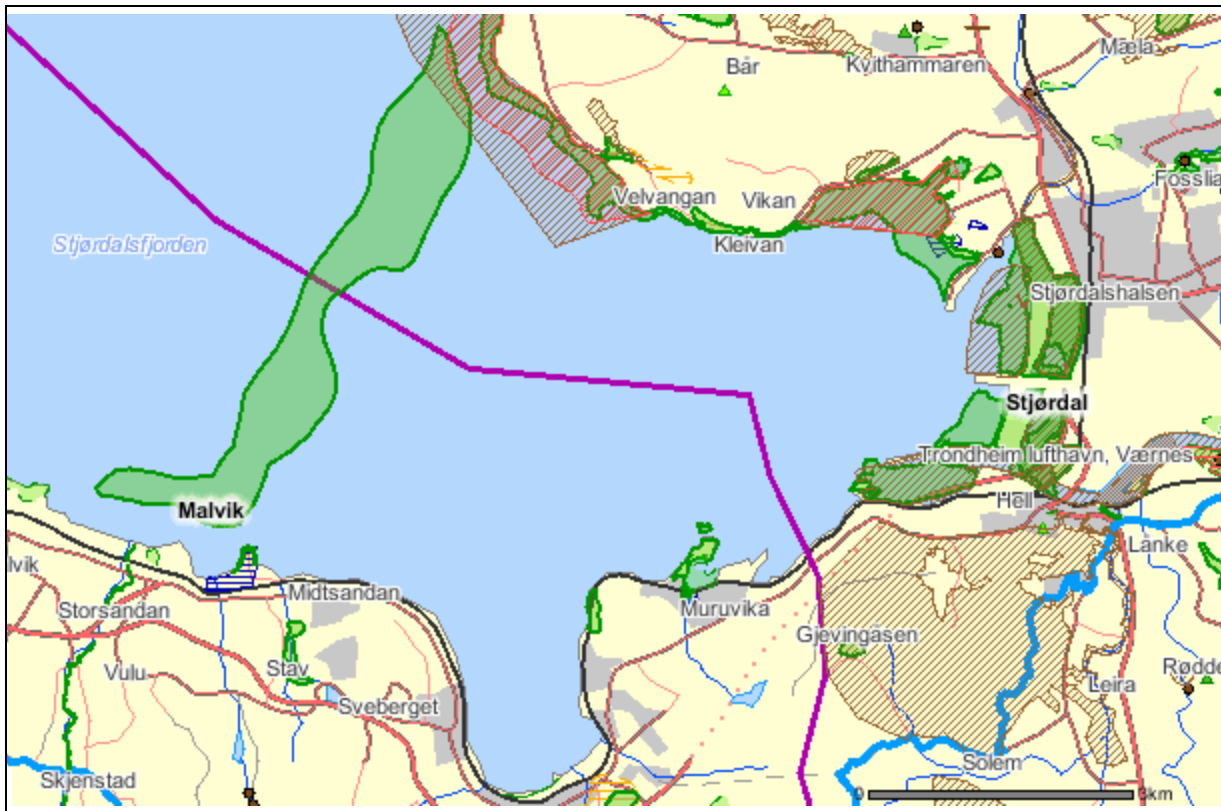 Mæla
Kvithammaren
Bår
Fosslia
Velvangan
Vikan
Kleivan
Stjørdalsfjorden
Stjørdalshalsen
Stjørdal
Trondheim lufthavn, Værnes
Hell
Malvik
Lånke
lvik
Midtsandan
Storsandan
Muruvika
Gjevingåsen
Stav
Vulu
Rødde
Leira
Sveberget
Solem
Skjenstad
0 3km